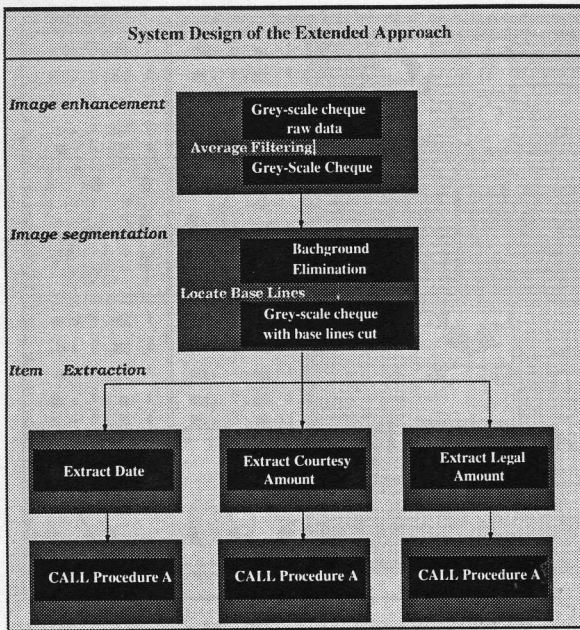 System Design of the Extended Approach
Image enhancement
Grey-scale cheque
raw data
Average Filtering
Grey-Scale Cheque
Image segmentation
Bachground
Elimination
Locate Base Lines
Grey-scale cheque
with base lines cut
Item Extraction
Extract Date
Extract Courtesy
Amount
Extract Legal
Amount
CALL Procedure A
CALL Procedure A
CALL Procedure A